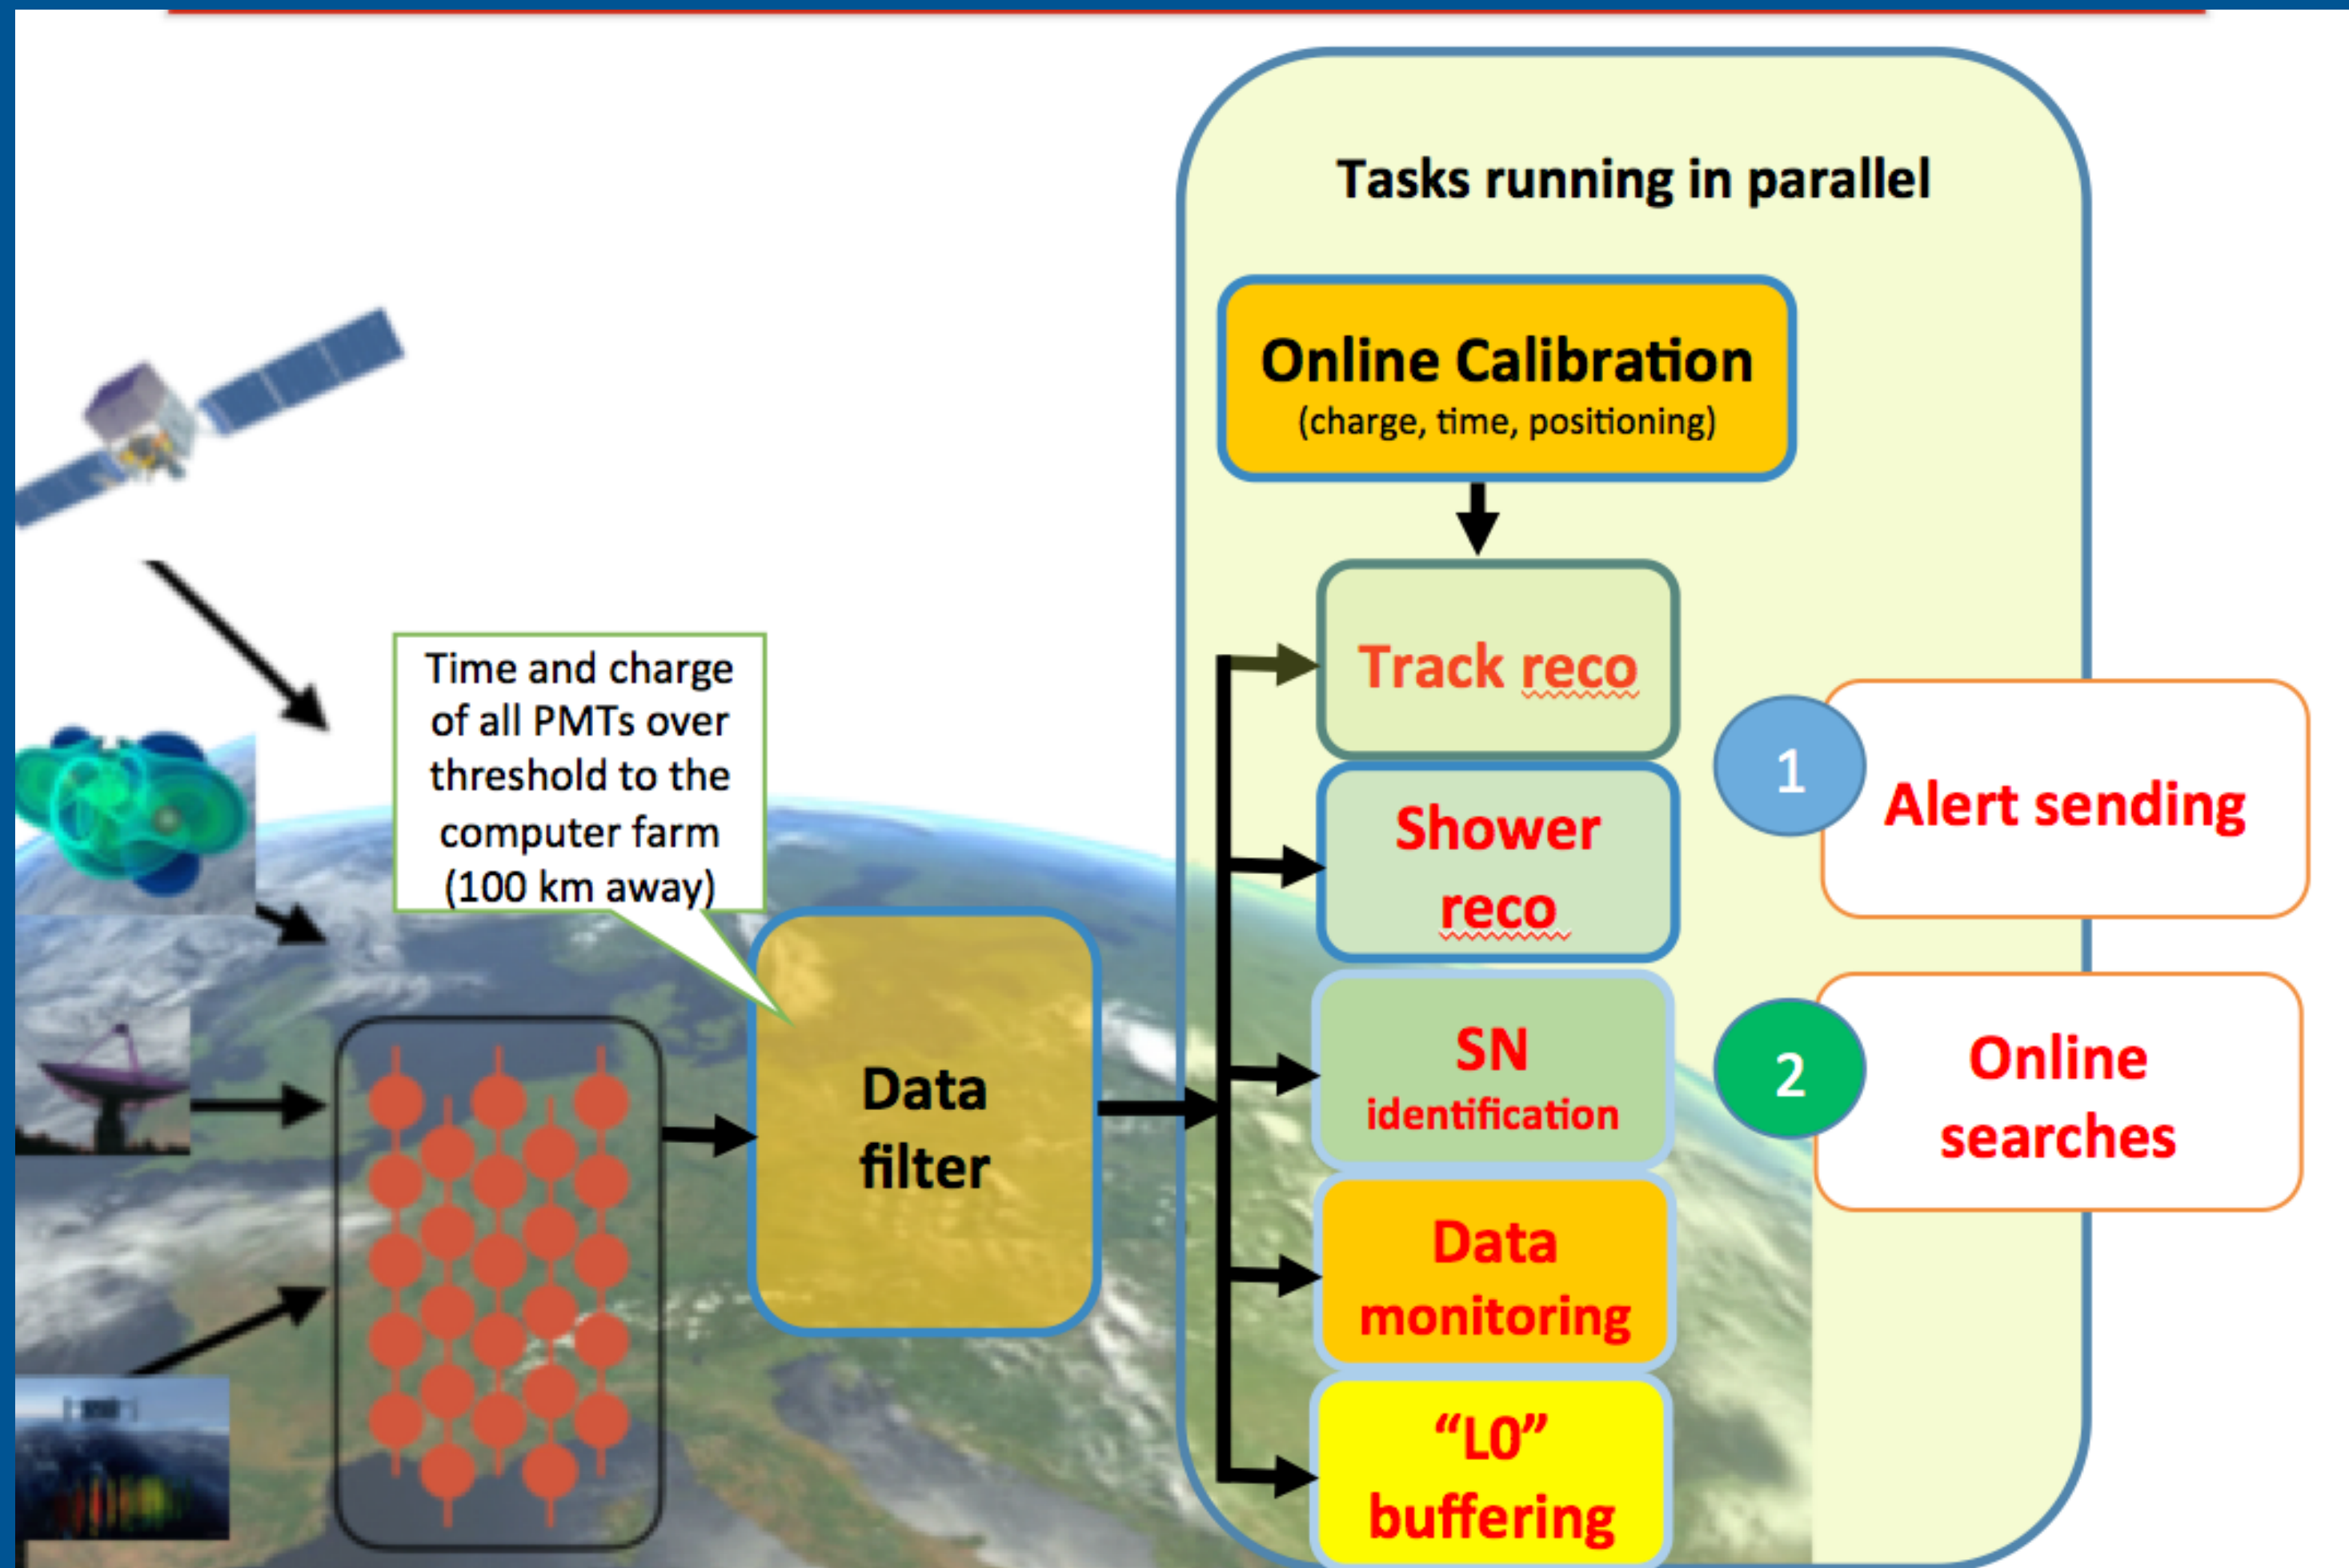 Tasks running in parallel
Online Calibration
(charge, time, positioning)
Time and charge
of all PMTs over
threshold to the
computer farm
(100 km away)
Data
filter
Track reco
Shower
reco
SN
identification
Data
monitoring
“L0”
buffering
1
Alert sending
2
Online
searches